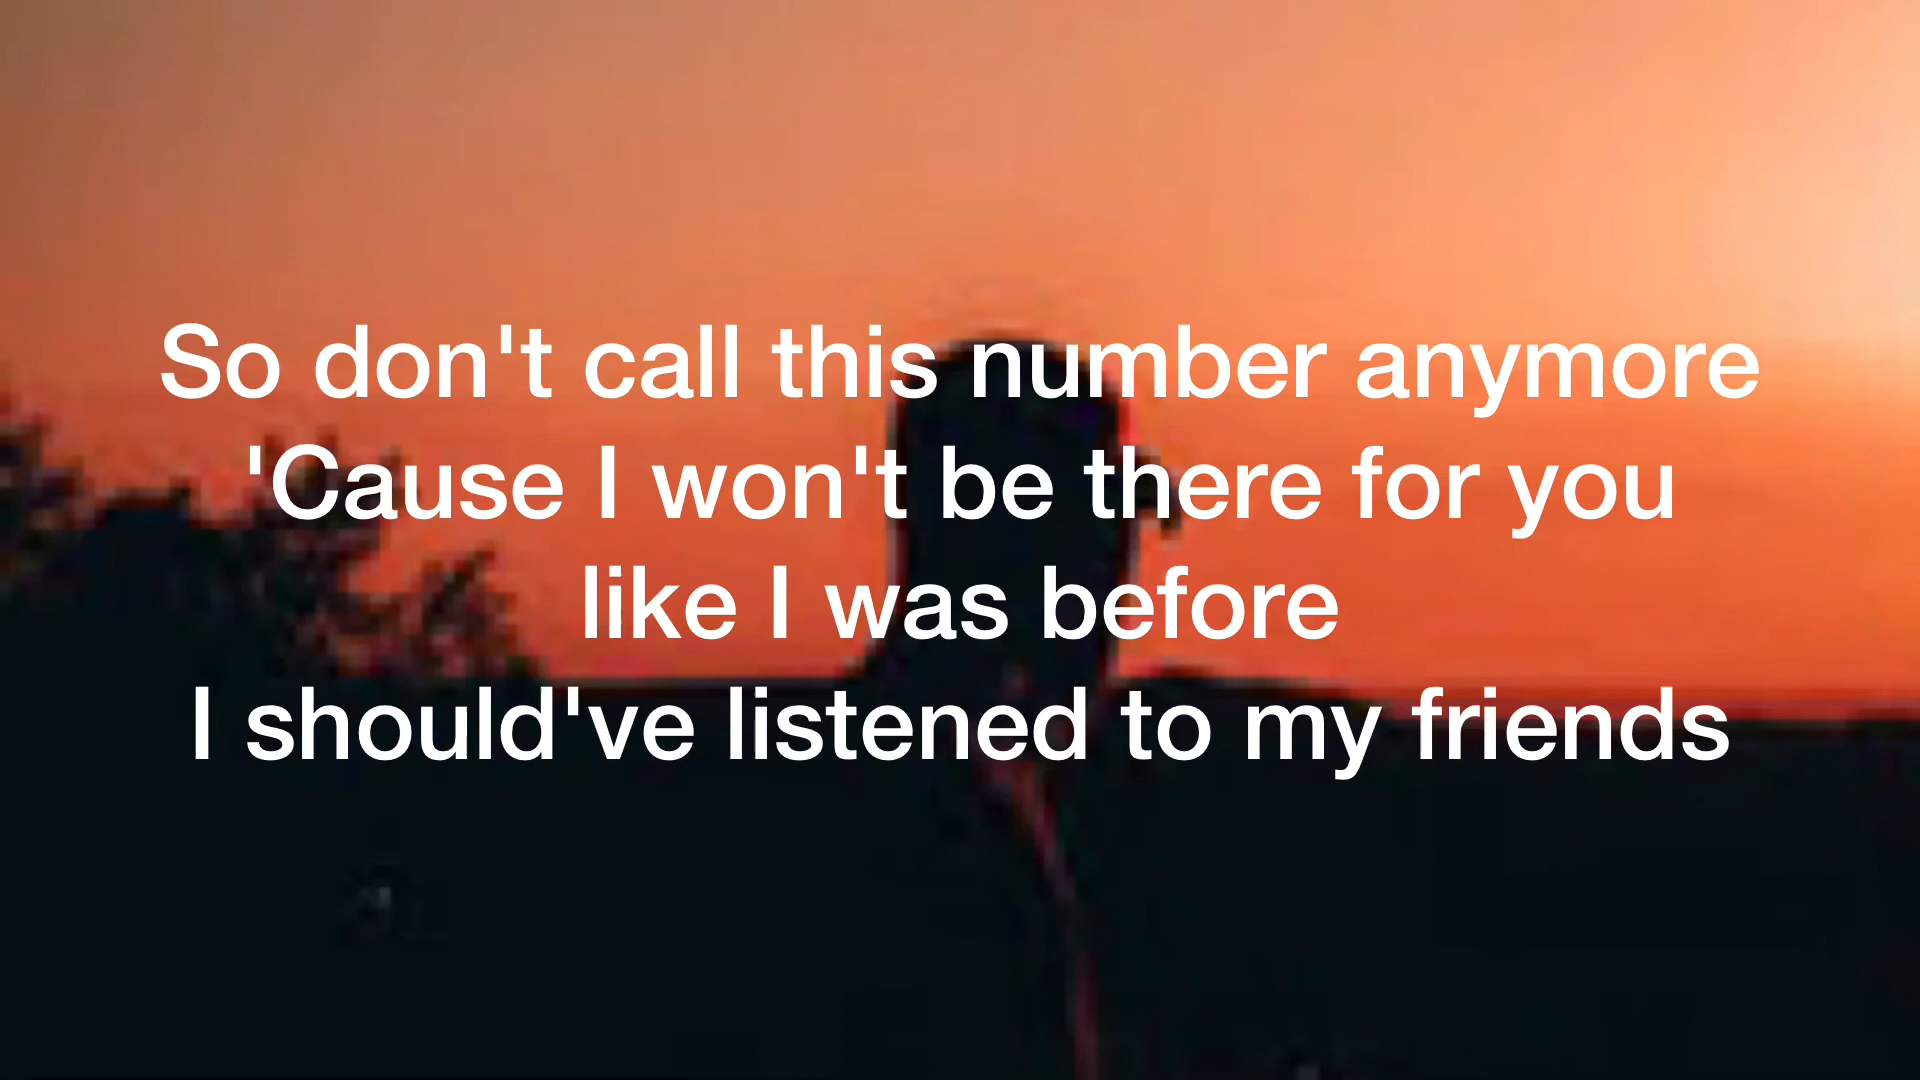 So don't call this number anymore
'Cause I won't be there for you
like I was before
I should've listened to my friends